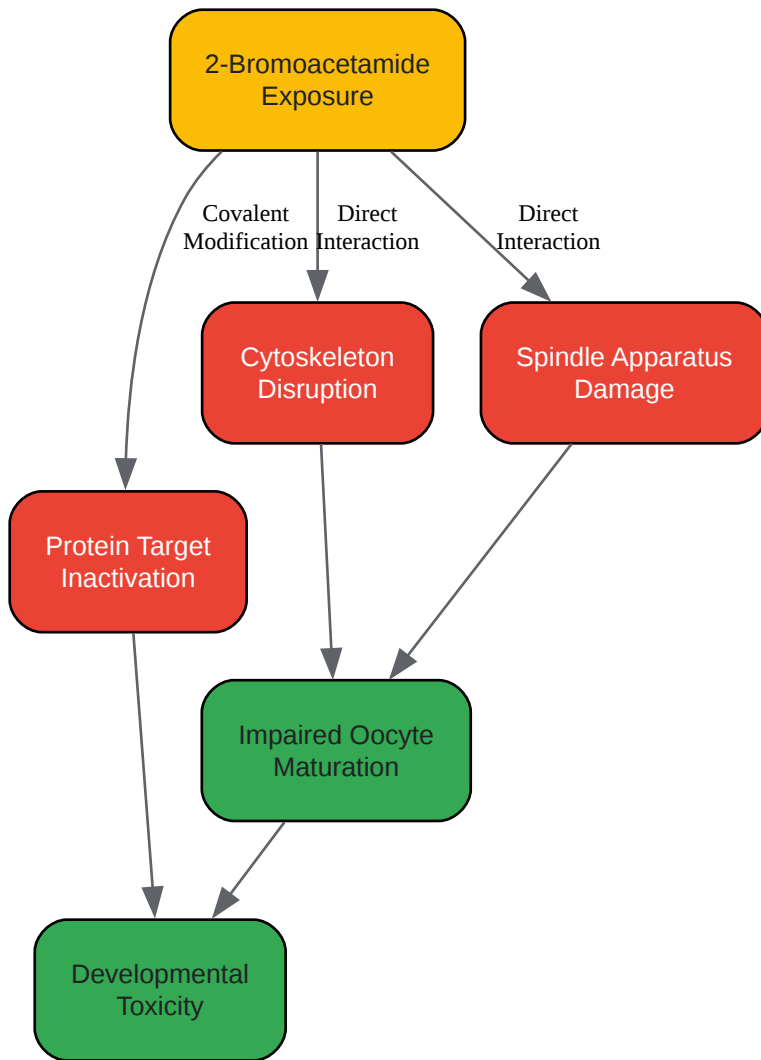 2-Bromoacetamide
Exposure
Covalent
Modification
Direct
Interaction
Direct
Interaction
Cytoskeleton
Disruption
Spindle Apparatus
Damage
Protein Target
Inactivation
Impaired Oocyte
Maturation
Developmental
Toxicity